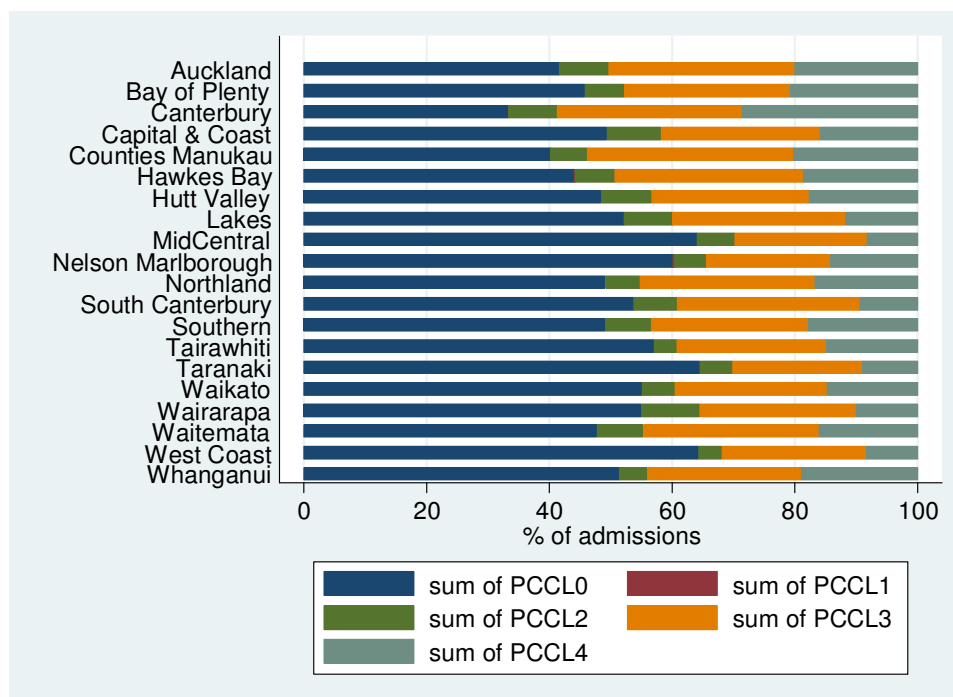 Auckland
Bay of Plenty
Canterbury
Capital & Coast
Counties Manukau
Hawkes Bay
Hutt Valley
Lakes
MidCentral
Nelson Marlborough
Northland
South Canterbury
Southern
Tairawhiti
Taranaki
Waikato
Wairarapa
Waitemata
West Coast
Whanganui
0 20 40 60 80 100
% of admissions
sum of PCCL0 sum of PCCL1
sum of PCCL2 sum of PCCL3
sum of PCCL4